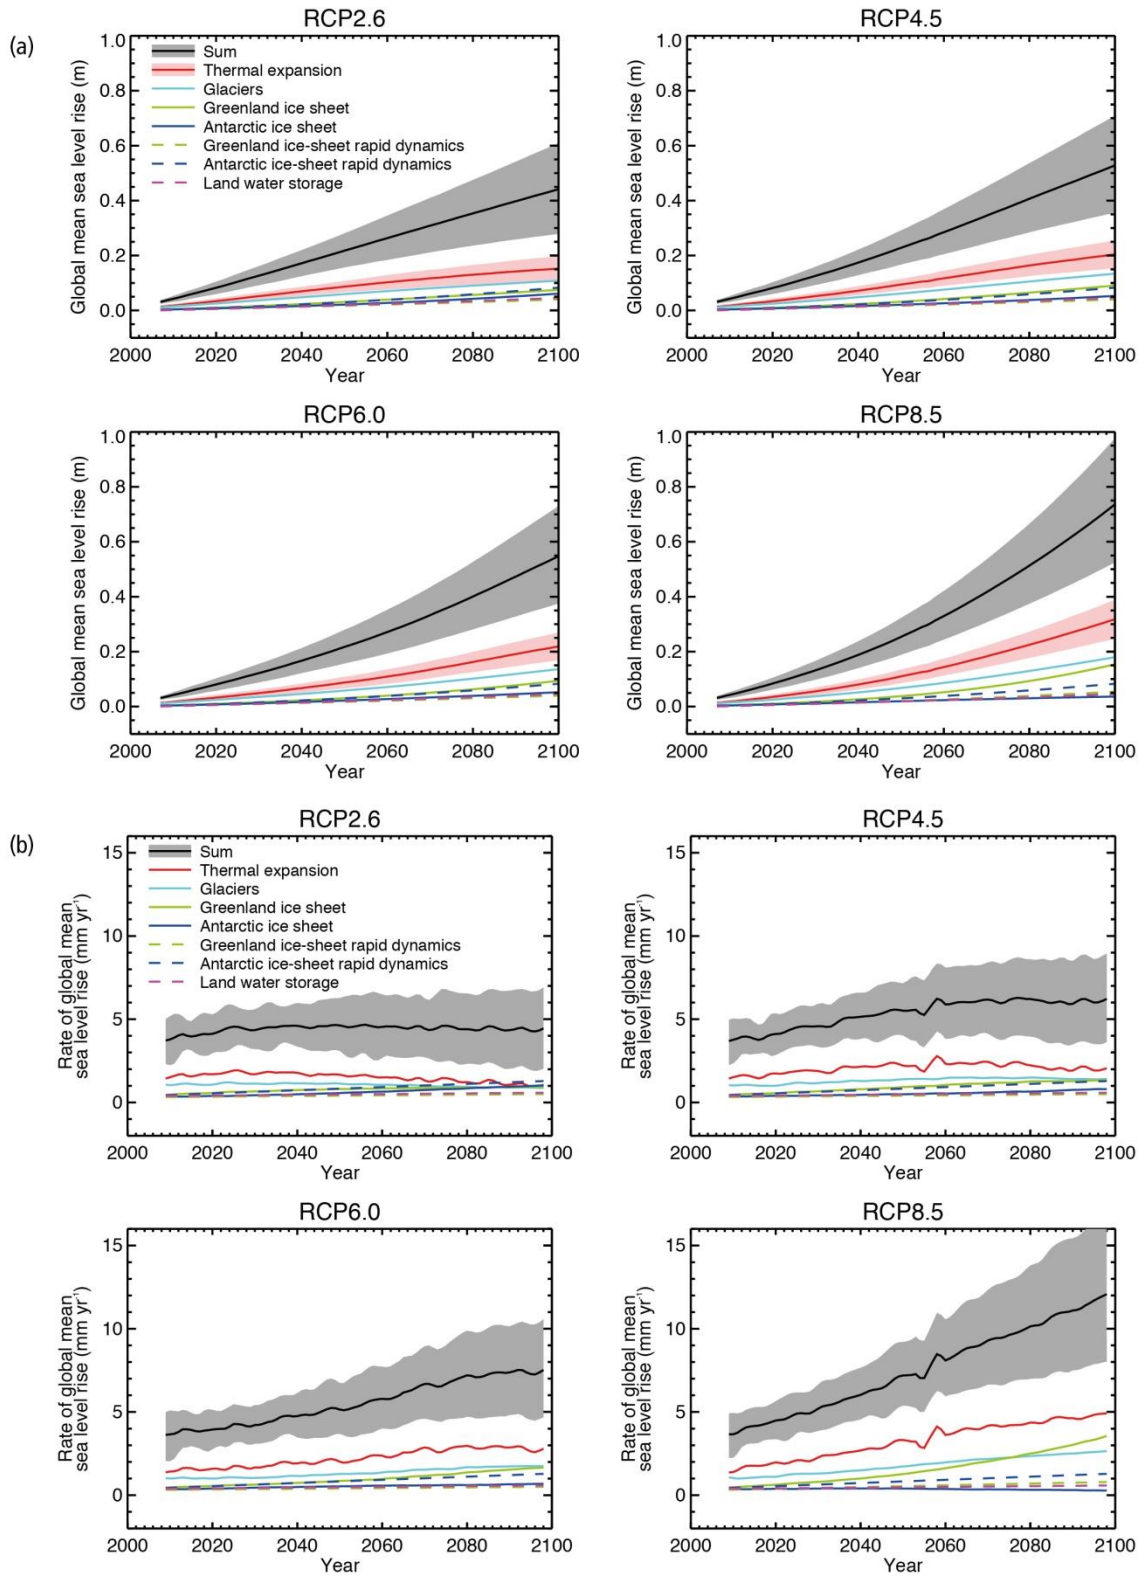 (a)
RCP2.6
Global mean sea level rise (m)
1.0
0.8
0.6
0.4
0.2
0.0
Sum
Thermal expansion
Glaciers
Greenland ice sheet
Antarctic ice sheet
Greenland ice-sheet rapid dynamics
Antarctic ice-sheet rapid dynamics
Land water storage
2000 2020 2040 2060 2080 2100
Year
RCP4.5
Global mean sea level rise (m)
1.0
0.8
0.6
0.4
0.2
0.0
2000 2020 2040 2060 2080 2100
Year
RCP6.0
Global mean sea level rise (m)
1.0
0.8
0.6
0.4
0.2
0.0
2000 2020 2040 2060 2080 2100
Year
RCP8.5
Global mean sea level rise (m)
1.0
0.8
0.6
0.4
0.2
0.0
2000 2020 2040 2060 2080 2100
Year
(b)
RCP2.6
Rate of global mean
sea level rise (mm yr⁻¹)
15
10
5
0
Sum
Thermal expansion
Glaciers
Greenland ice sheet
Antarctic ice sheet
Greenland ice-sheet rapid dynamics
Antarctic ice-sheet rapid dynamics
Land water storage
2000 2020 2040 2060 2080 2100
Year
RCP4.5
Rate of global mean
sea level rise (mm yr⁻¹)
15
10
5
0
2000 2020 2040 2060 2080 2100
Year
RCP6.0
Rate of global mean
sea level rise (mm yr⁻¹)
15
10
5
0
2000 2020 2040 2060 2080 2100
Year
RCP8.5
Rate of global mean
sea level rise (mm yr⁻¹)
15
10
5
0
2000 2020 2040 2060 2080 2100
Year